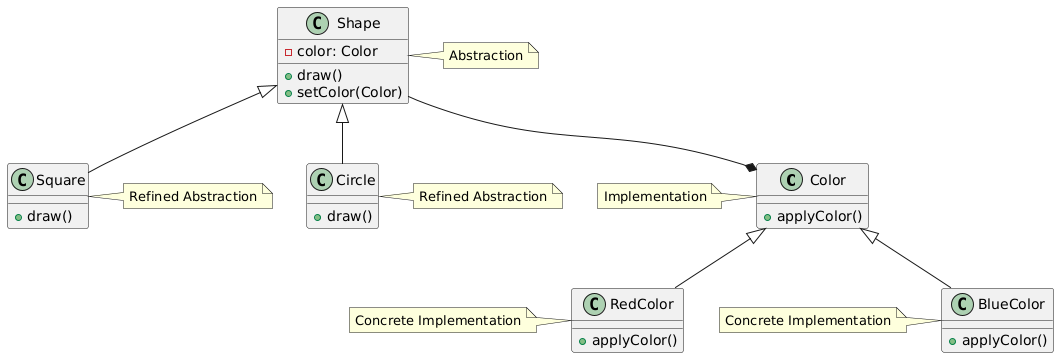 C Shape
color: Color
draw()
setColor(Color)
Abstraction
C Square
draw()
Refined Abstraction
C Circle
draw()
Refined Abstraction
Implementation
C Color
applyColor()
Concrete Implementation
C RedColor
applyColor()
Concrete Implementation
C BlueColor
applyColor()